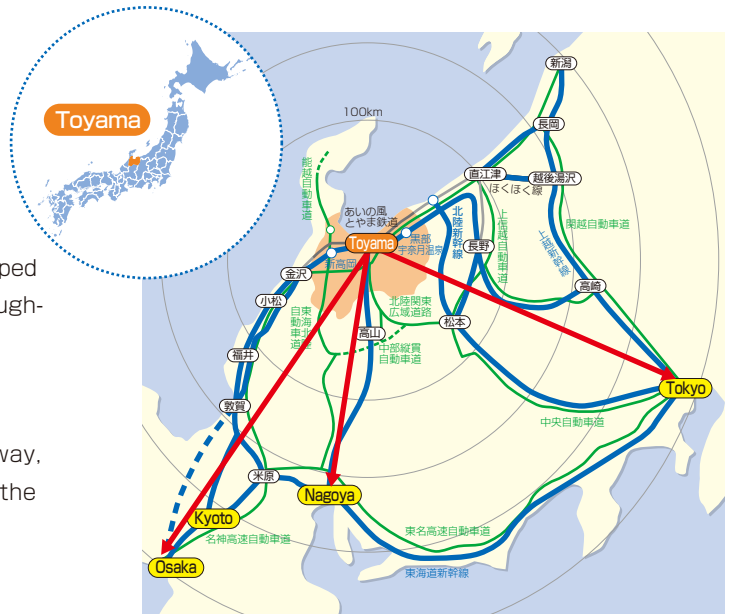 Toyama
ped
ugh-
way,
the
新潟
100km
長岡
能越自動車道
直江津
越後湯沢
ほくほく線
あいの風
とやま鉄道
Toyama
黒部
宇奈月温泉
北陸新幹線
上信越自動車道
関越自動車道
上越新幹線
長野
新高岡
金沢
高崎
小松
東海北陸
自動車道
北陸関東
広域道路
高山
松本
中部縦貫
自動車道
福井
Tokyo
敦賀
中央自動車道
米原
Nagoya
Kyoto
東名高速自動車道
名神高速自動車道
Osaka
東海道新幹線